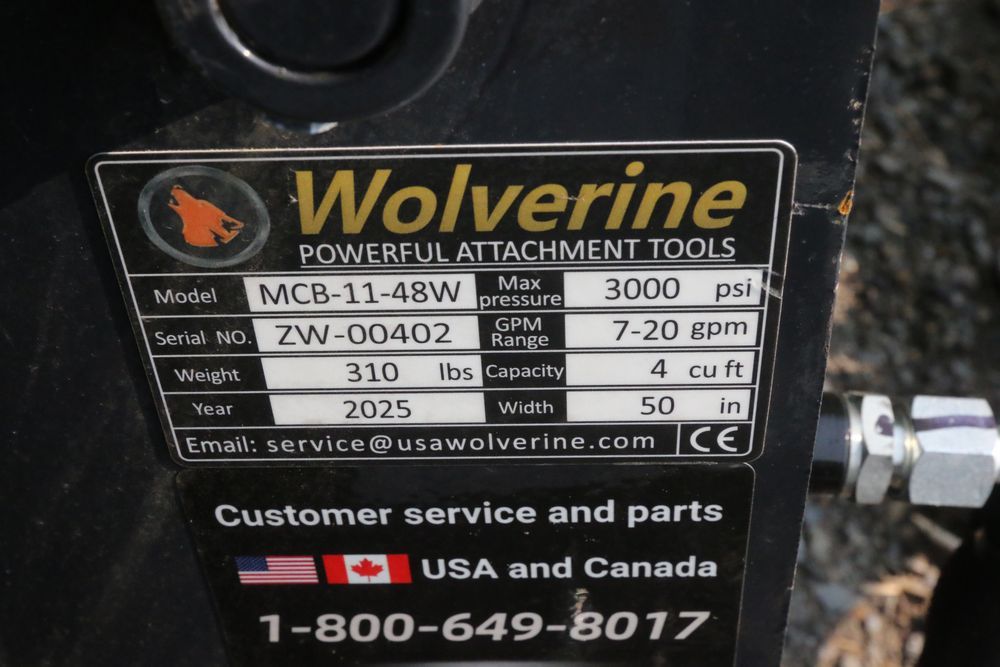 Wolverine
POWERFUL ATTACHMENT TOOLS
Model MCB-11-48W Max pressure 3000 psi
Serial NO. ZW-00402 GPM Range 7-20 gpm
Weight 310 lbs Capacity 4 cu ft
Year 2025 Width 50 in
Email: service@usawolverine.com CE
Customer service and parts
USA and Canada
1-800-649-8017